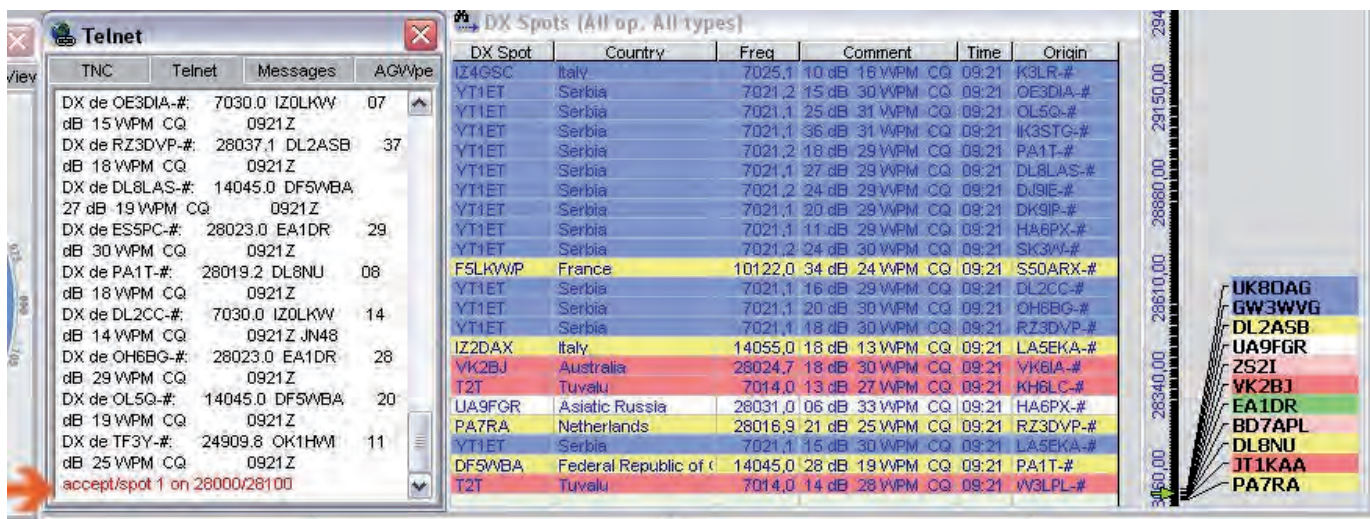 View
Telnet
TNC Telnet Messages AGWpe
DX de OE3DIA-#: 7030.0 IZ0LKW 07
dB 15 WPM CQ 0921Z
DX de RZ3DVP-#: 28037.1 DL2ASB 37
dB 18 WPM CQ 0921Z
DX de DL8LAS-#: 14045.0 DF5WBA
27 dB 19 WPM CQ 0921Z
DX de ES5PC-#: 28023.0 EA1DR 29
dB 30 WPM CQ 0921Z
DX de PA1T-#: 28019.2 DL8NU 08
dB 18 WPM CQ 0921Z
DX de DL2CC-#: 7030.0 IZ0LKW 14
dB 14 WPM CQ 0921Z JN48
DX de OH6BG-#: 28023.0 EA1DR 28
dB 29 WPM CQ 0921Z
DX de OL5Q-#: 14045.0 DF5WBA 20
dB 19 WPM CQ 0921Z
DX de TF3Y-#: 24909.8 OK1HWI 11
dB 25 WPM CQ 0921Z
accept/spot 1 on 28000/28100
DX Spots (All op. All types)
DX Spot Country Freq Comment Time Origin
IZ4GSC Italy 7025,1 10 dB 16 WPM CQ 09:21 K3LR-#
YT1ET Serbia 7021,2 15 dB 30 WPM CQ 09:21 OE3DIA-#
YT1ET Serbia 7021,1 25 dB 31 WPM CQ 09:21 OL5Q-#
YT1ET Serbia 7021,1 36 dB 31 WPM CQ 09:21 IK3STG-#
YT1ET Serbia 7021,2 18 dB 29 WPM CQ 09:21 PA1T-#
YT1ET Serbia 7021,1 27 dB 29 WPM CQ 09:21 DL8LAS-#
YT1ET Serbia 7021,2 24 dB 29 WPM CQ 09:21 DJ9IE-#
YT1ET Serbia 7021,1 20 dB 29 WPM CQ 09:21 DK9IP-#
YT1ET Serbia 7021,1 11 dB 29 WPM CQ 09:21 HA6PX-#
YT1ET Serbia 7021,2 24 dB 30 WPM CQ 09:21 SK3W-#
F5LKW/P France 10122,0 34 dB 24 WPM CQ 09:21 S50ARX-#
YT1ET Serbia 7021,1 16 dB 29 WPM CQ 09:21 DL2CC-#
YT1ET Serbia 7021,1 20 dB 30 WPM CQ 09:21 OH6BG-#
YT1ET Serbia 7021,1 18 dB 30 WPM CQ 09:21 RZ3DVP-#
IZ2DAX Italy 14055,0 18 dB 13 WPM CQ 09:21 LA5EKA-#
VK2BJ Australia 28024,7 18 dB 30 WPM CQ 09:21 VK6IA-#
T2T Tuvalu 7014,0 13 dB 27 WPM CQ 09:21 KH6LC-#
UA9FGR Asiatic Russia 28031,0 06 dB 33 WPM CQ 09:21 HA6PX-#
PA7RA Netherlands 28016,9 21 dB 25 WPM CQ 09:21 RZ3DVP-#
YT1ET Serbia 7021,1 15 dB 30 WPM CQ 09:21 LA5EKA-#
DF5WBA Federal Republic of 14045,0 28 dB 19 WPM CQ 09:21 PA1T-#
T2T Tuvalu 7014,0 14 dB 28 WPM CQ 09:21 W3LPL-#
29150,00
28880,00
28610,00
28340,00
UK8OAG
GW3WVG
DL2ASB
UA9FGR
ZS2I
VK2BJ
EA1DR
BD7APL
DL8NU
JT1KAA
PA7RA